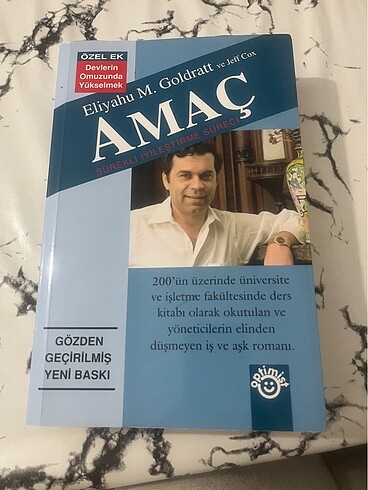 ÖZEL EK
Devlerin
Omuzunda
Yükselmek
Eliyahu M. Goldratt ve Jeff Cox
AMAÇ
SÜREKLİ İYİLEŞTİRME SÜRECİ
200'ün üzerinde üniversite
ve işletme fakültesinde ders
kitabı olarak okutulan ve
yöneticilerin elinden
düşmeyen iş ve aşk romanı.
GÖZDEN
GEÇİRİLMİŞ
YENİ BASKI
optimist